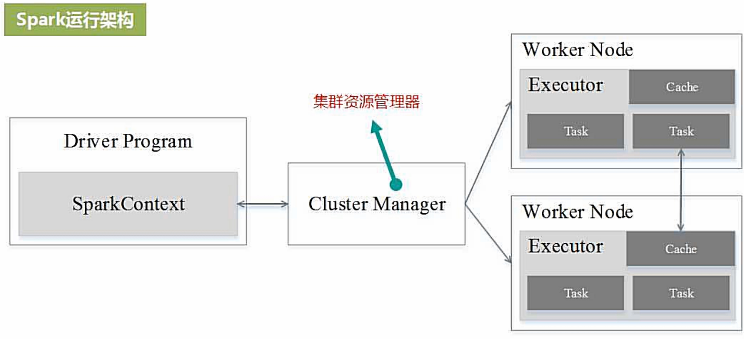 Spark运行架构
集群资源管理器
Driver Program
SparkContext
Cluster Manager
Worker Node
Executor
Cache
Task
Task
Worker Node
Executor
Cache
Task
Task